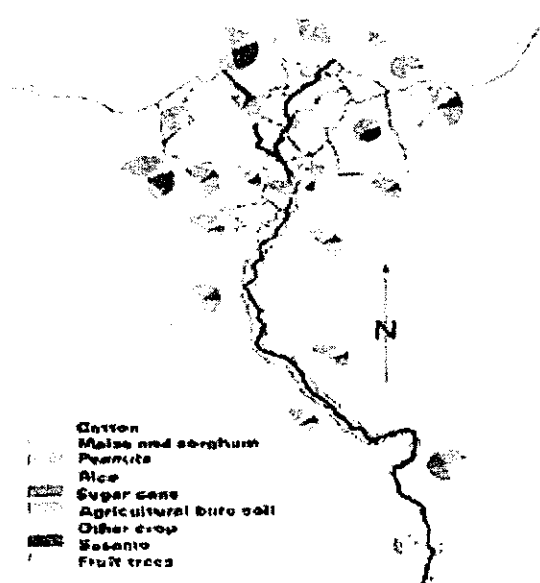 N
Cotton
Maize and sorghum
Peanuts
Rice
Sugar cane
Agricultural bare soil
Other crop
Sesame
Fruit trees